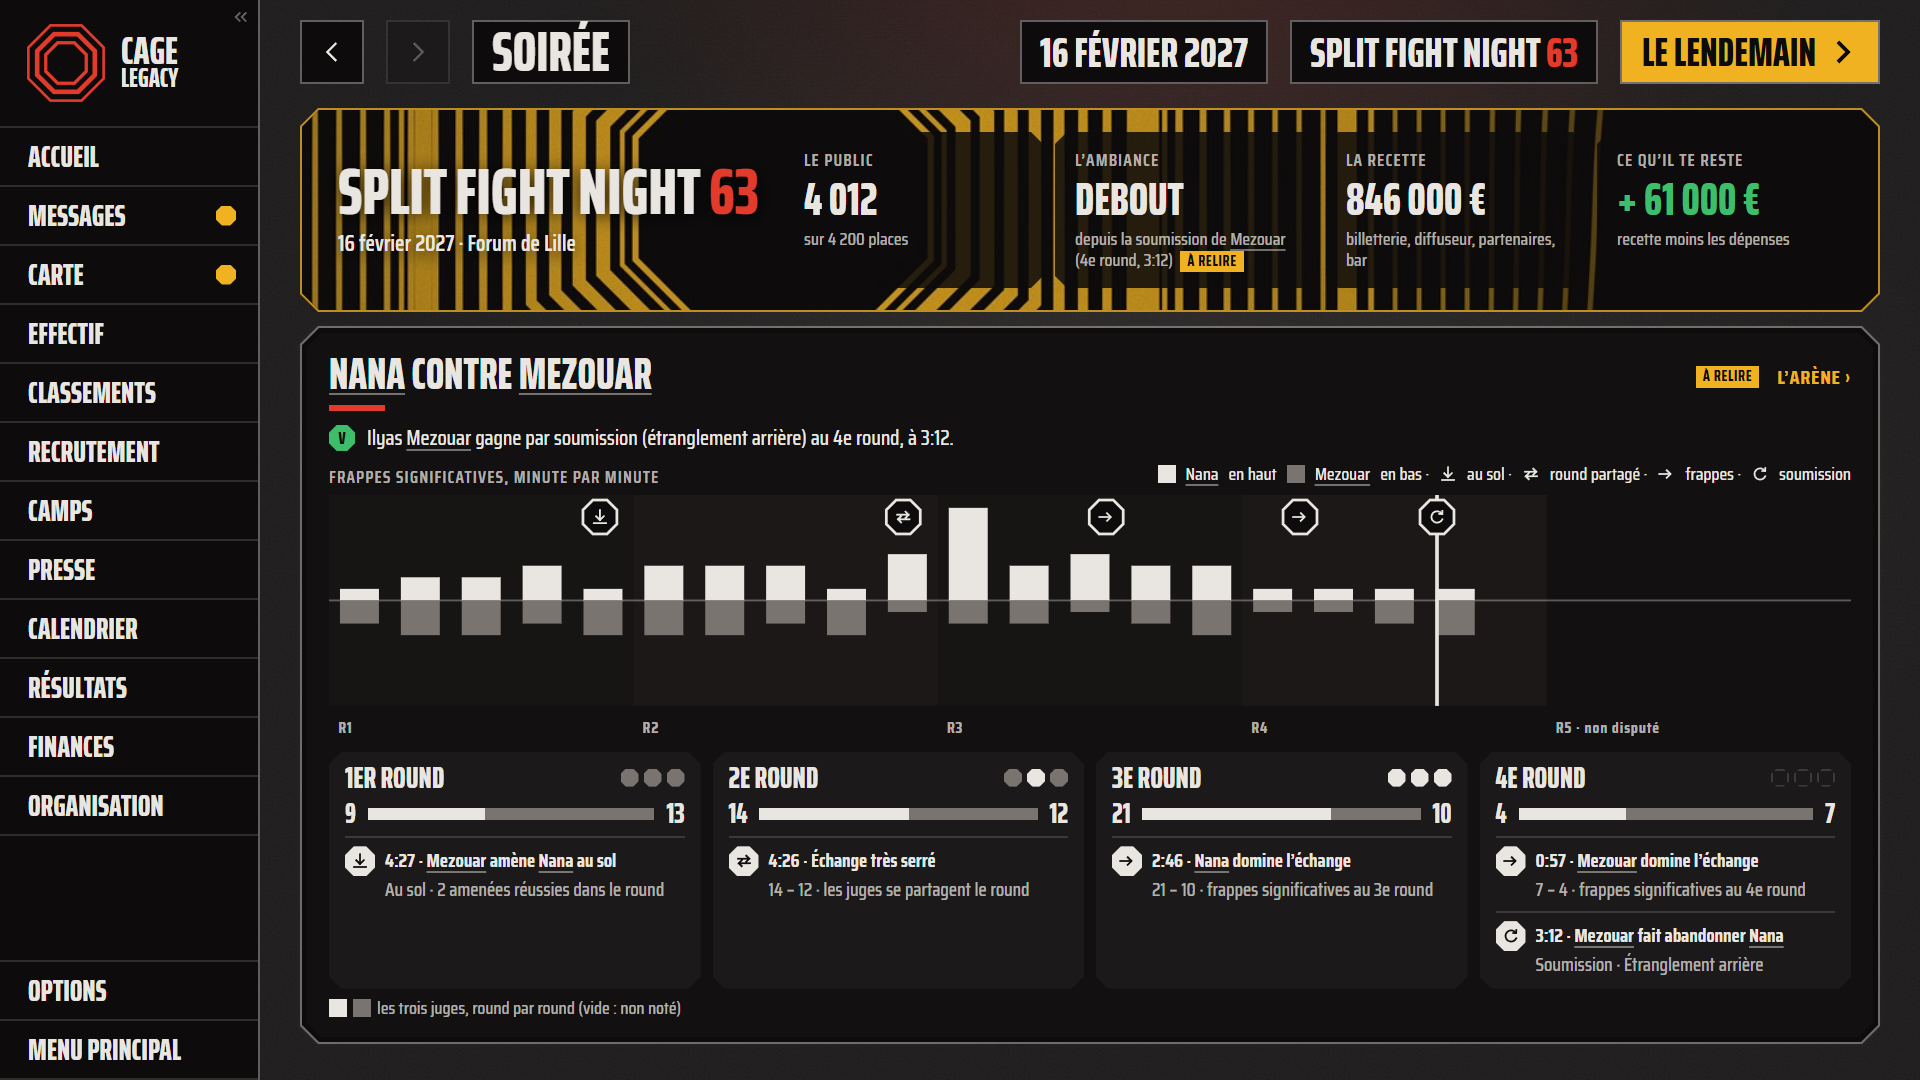 «
CAGE
LEGACY
SOIRÉE
16 FÉVRIER 2027
SPLIT FIGHT NIGHT 63
LE LENDEMAIN
ACCUEIL
MESSAGES
CARTE
EFFECTIF
CLASSEMENTS
RECRUTEMENT
CAMPS
PRESSE
CALENDRIER
RÉSULTATS
FINANCES
ORGANISATION
OPTIONS
MENU PRINCIPAL
SPLIT FIGHT NIGHT 63
16 février 2027 · Forum de Lille
LE PUBLIC
4 012
sur 4 200 places
L'AMBIANCE
DEBOUT
depuis la soumission de Mezouar
(4e round, 3:12) À RELIRE
LA RECETTE
846 000 €
billetterie, diffuseur, partenaires,
bar
CE QU'IL TE RESTE
+ 61 000 €
recette moins les dépenses
NANA CONTRE MEZOUAR
À RELIRE L'ARÈNE ›
V Ilyas Mezouar gagne par soumission (étranglement arrière) au 4e round, à 3:12.
FRAPPES SIGNIFICATIVES, MINUTE PAR MINUTE
Nana en haut Mezouar en bas · au sol · round partagé · frappes · soumission
R1
R2
R3
R4
R5 · non disputé
1ER ROUND
9 13
4:27 · Mezouar amène Nana au sol
Au sol · 2 amenées réussies dans le round
2E ROUND
14 12
4:26 · Échange très serré
14 – 12 · les juges se partagent le round
3E ROUND
21 10
2:46 · Nana domine l'échange
21 – 10 · frappes significatives au 3e round
4E ROUND
4 7
0:57 · Mezouar domine l'échange
7 – 4 · frappes significatives au 4e round
3:12 · Mezouar fait abandonner Nana
Soumission · Étranglement arrière
les trois juges, round par round (vide : non noté)